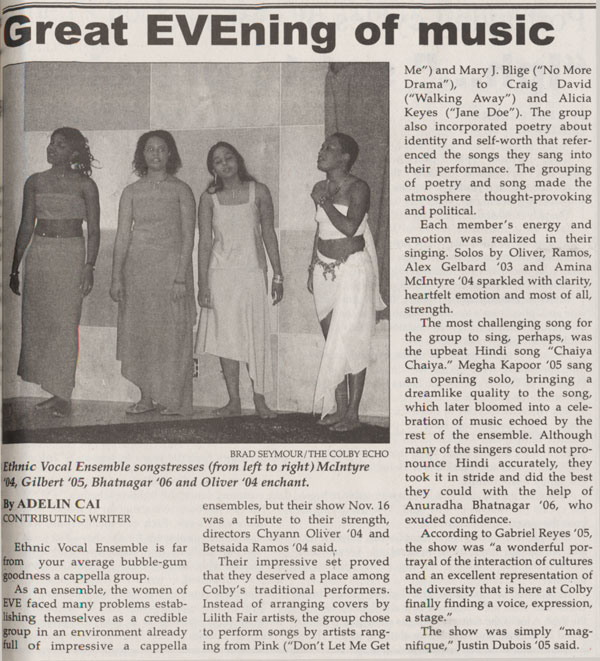 Great EVEning of music
BRAD SEYMOUR/THE COLBY ECHO
Ethnic Vocal Ensemble songstresses (from left to right) McIntyre
'04, Gilbert '05, Bhatnagar '06 and Oliver '04 enchant.
By ADELIN CAI
CONTRIBUTING WRITER
Ethnic Vocal Ensemble is far
from your average bubble-gum
goodness a cappella group.
As an ensemble, the women of
EVE faced many problems estab-
lishing themselves as a credible
group in an environment already
full of impressive a cappella
ensembles, but their show Nov. 16
was a tribute to their strength,
directors Chyann Oliver '04 and
Betsaida Ramos '04 said.
Their impressive set proved
that they deserved a place among
Colby's traditional performers.
Instead of arranging covers by
Lilith Fair artists, the group chose
to perform songs by artists rang-
ing from Pink ("Don't Let Me Get
Me") and Mary J. Blige ("No More
Drama"), to Craig David
("Walking Away") and Alicia
Keyes ("Jane Doe"). The group
also incorporated poetry about
identity and self-worth that refer-
enced the songs they sang into
their performance. The grouping
of poetry and song made the
atmosphere thought-provoking
and political.
Each member's energy and
emotion was realized in their
singing. Solos by Oliver, Ramos,
Alex Gelbard '03 and Amina
McIntyre '04 sparkled with clarity,
heartfelt emotion and most of all,
strength.
The most challenging song for
the group to sing, perhaps, was
the upbeat Hindi song "Chaiya
Chaiya." Megha Kapoor '05 sang
an opening solo, bringing a
dreamlike quality to the song,
which later bloomed into a cele-
bration of music echoed by the
rest of the ensemble. Although
many of the singers could not pro-
nounce Hindi accurately, they
took it in stride and did the best
they could with the help of
Anuradha Bhatnagar '06, who
exuded confidence.
According to Gabriel Reyes '05,
the show was "a wonderful por-
trayal of the interaction of cultures
and an excellent representation of
the diversity that is here at Colby
finally finding a voice, expression,
a stage."
The show was simply "mag-
nifique," Justin Dubois '05 said.